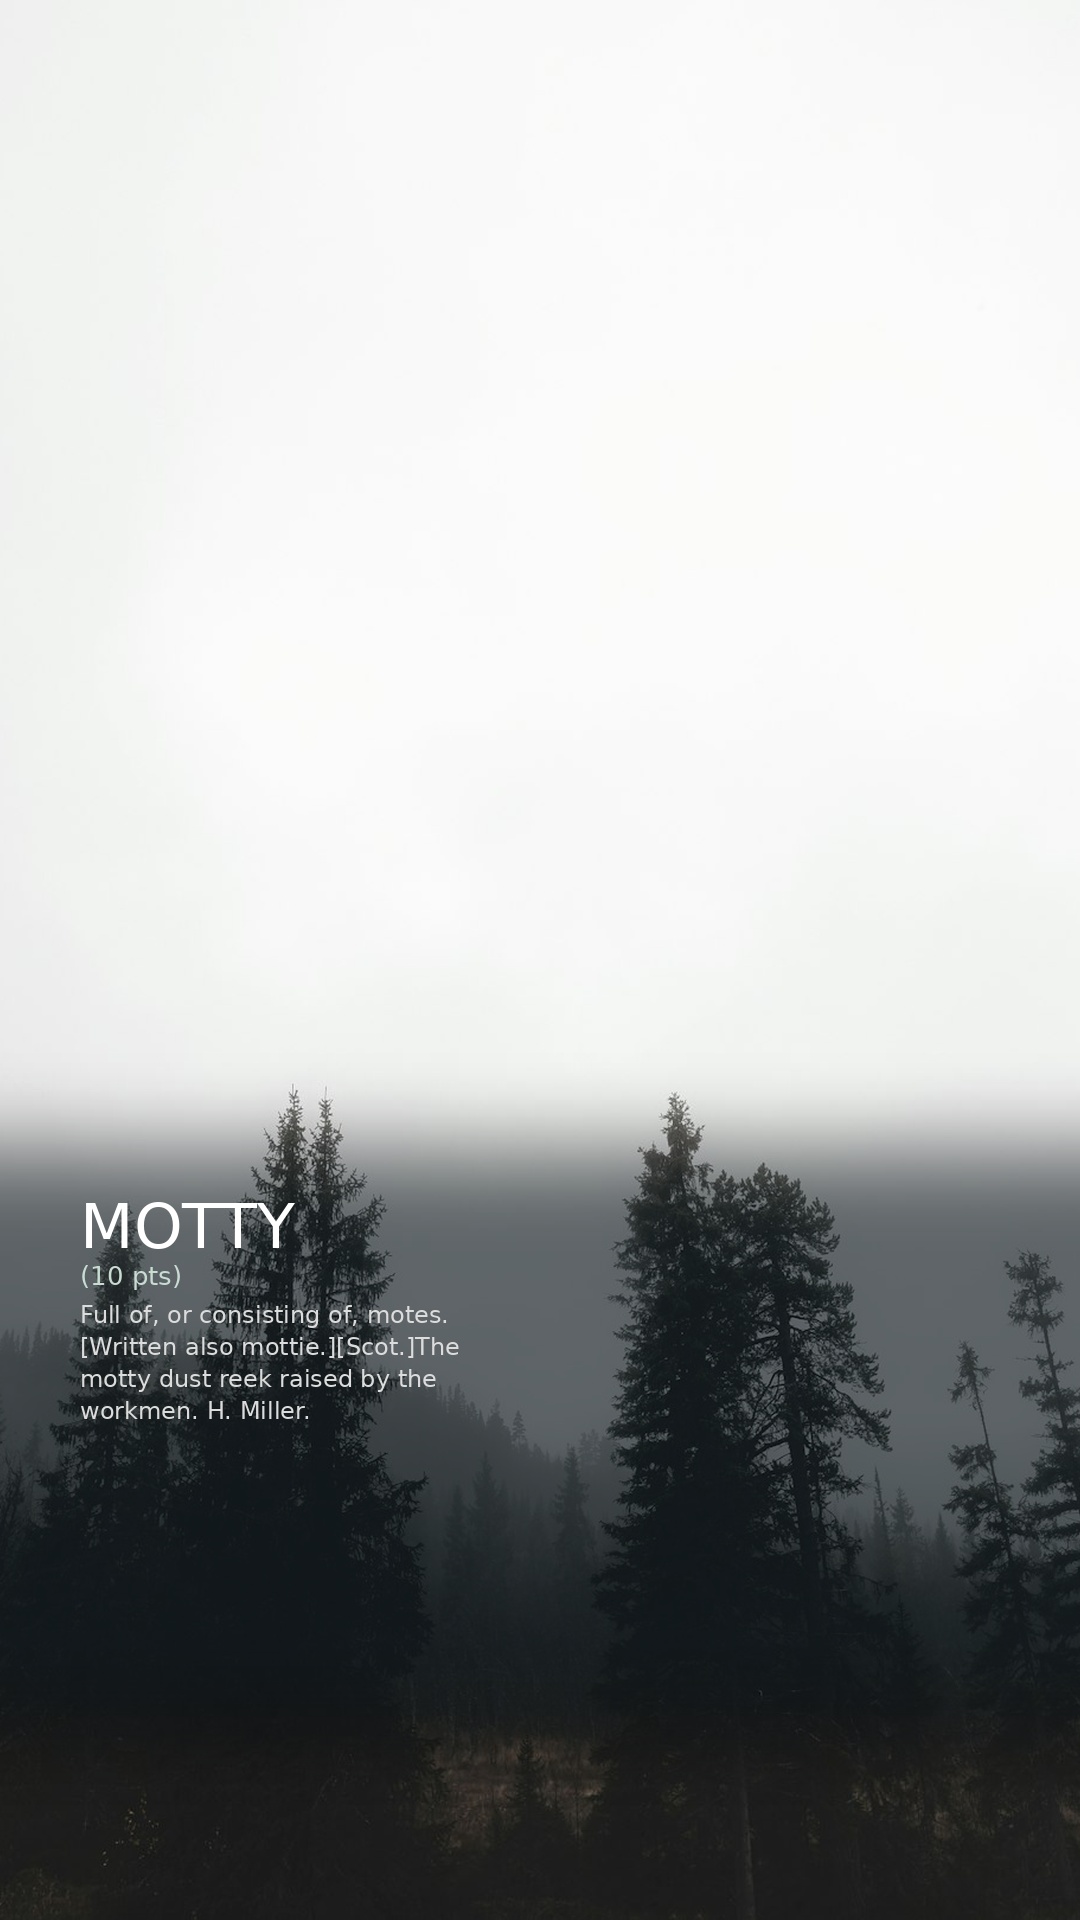 MOTTY
(10 pts)
Full of, or consisting of, motes.
[Written also mottie.][Scot.]The
motty dust reek raised by the
workmen. H. Miller.